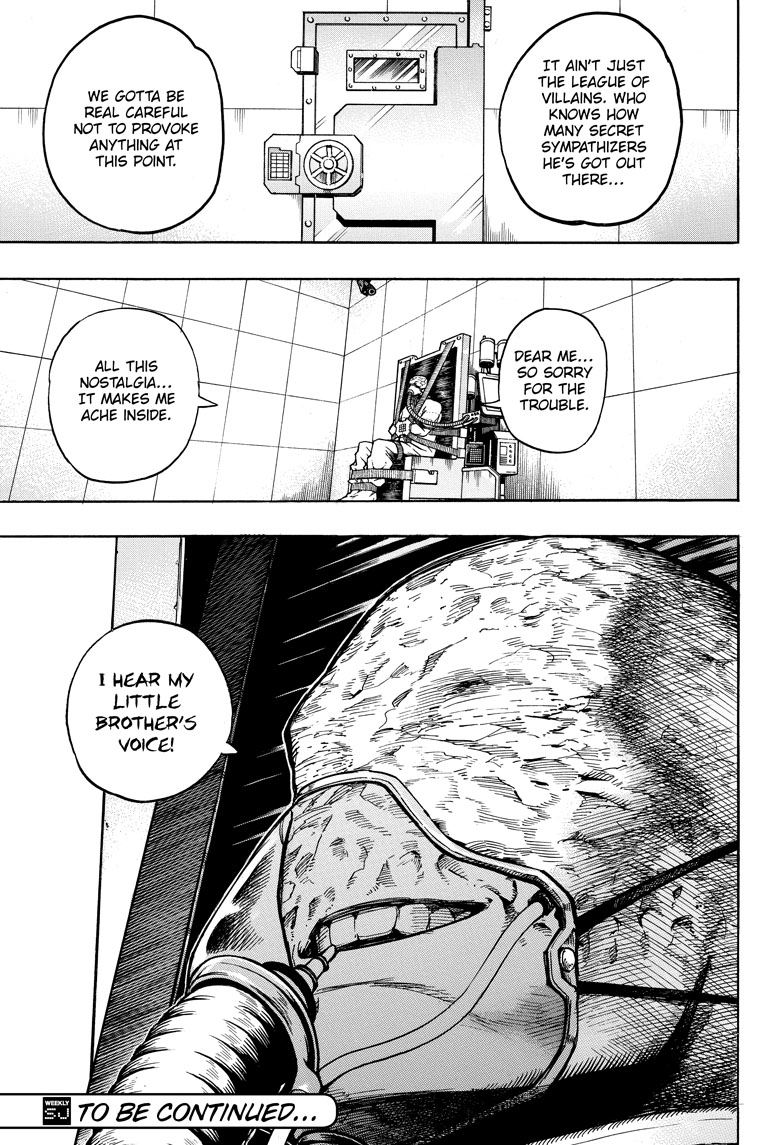 IT AIN'T JUST
THE LEAGUE OF
VILLAINS. WHO
KNOWS HOW
MANY SECRET
SYMPATHIZERS
HE'S GOT OUT
THERE...
WE GOTTA BE
REAL CAREFUL
NOT TO PROVOKE
ANYTHING AT
THIS POINT.
DEAR ME...
SO SORRY
FOR THE
TROUBLE.
ALL THIS
NOSTALGIA...
IT MAKES ME
ACHE INSIDE.
I HEAR MY
LITTLE
BROTHER'S
VOICE!
WEEKLY
SJ
TO BE CONTINUED...